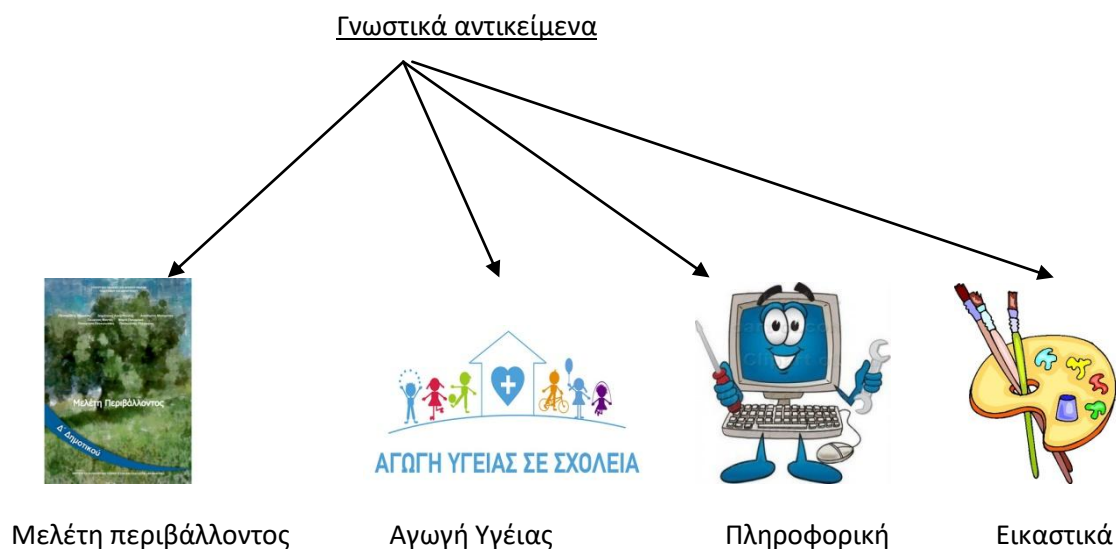 Γνωστικά αντικείμενα
Μελέτη Περιβάλλοντος
Δ΄ Δημοτικού
ΑΓΩΓΗ ΥΓΕΙΑΣ ΣΕ ΣΧΟΛΕΙΑ
Μελέτη περιβάλλοντος Αγωγή Υγείας Πληροφορική Εικαστικά